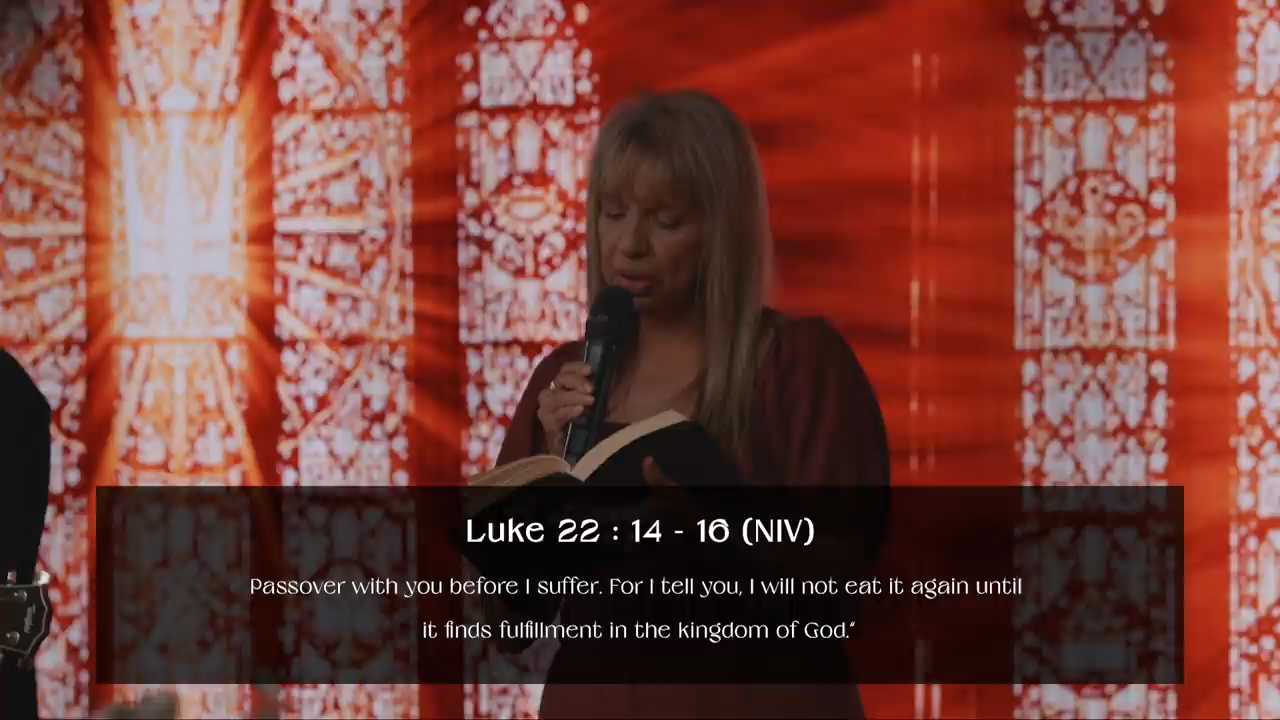 Luke 22 : 14 - 16 (NIV)
Passover with you before I suffer. For I tell you, I will not eat it again until
it finds fulfillment in the kingdom of God.“